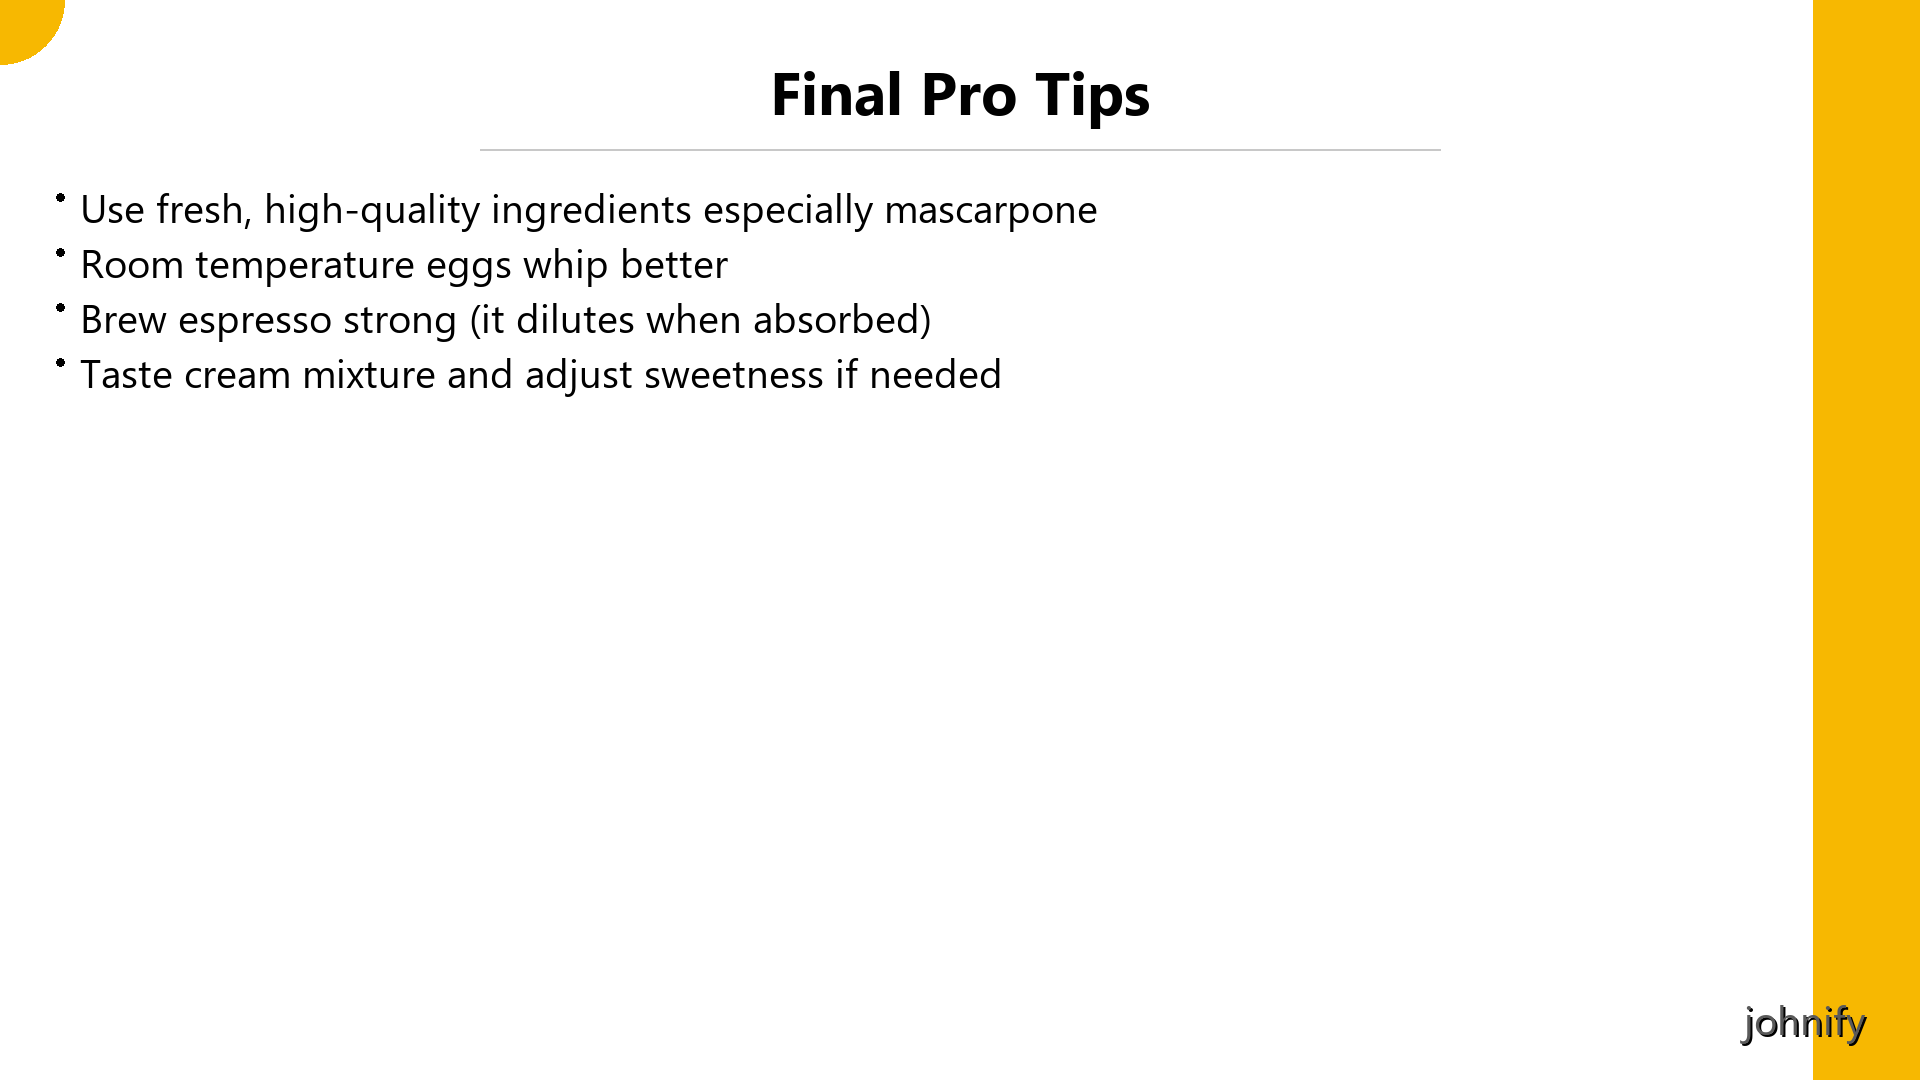 Final Pro Tips
• Use fresh, high-quality ingredients especially mascarpone
• Room temperature eggs whip better
• Brew espresso strong (it dilutes when absorbed)
• Taste cream mixture and adjust sweetness if needed
johnify